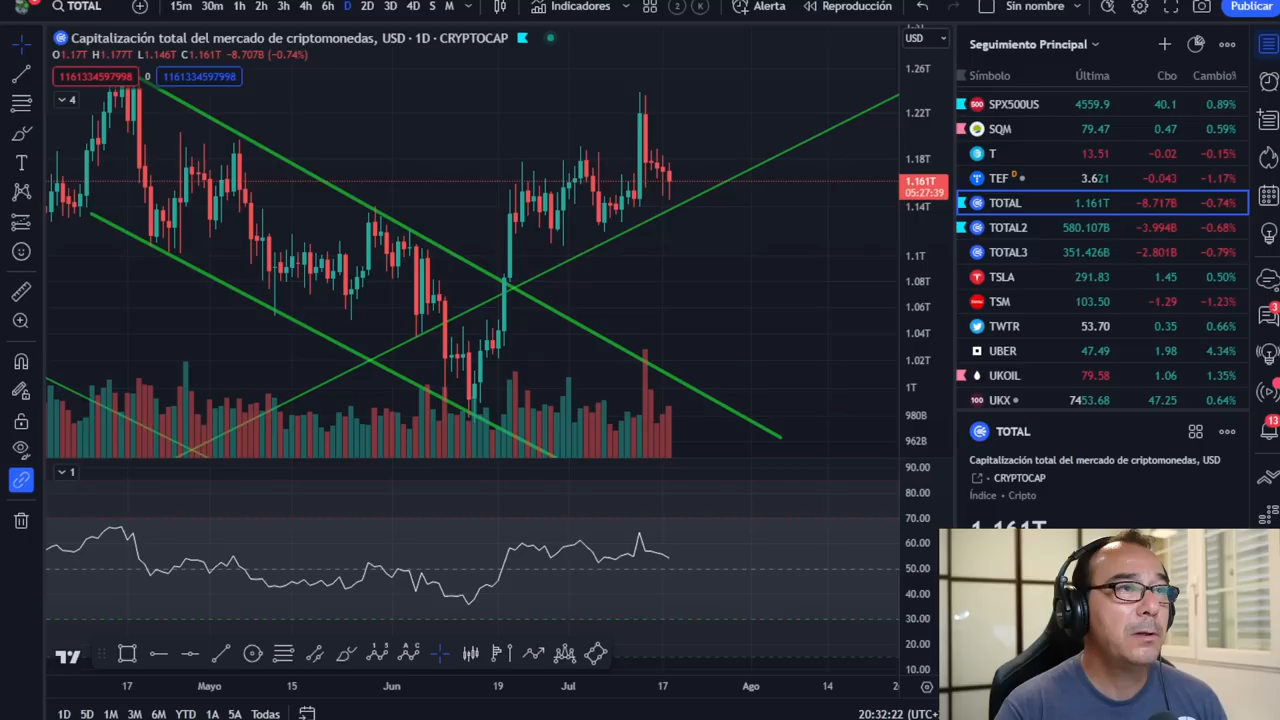 TOTAL 15m 30m 1h 2h 3h 4h 6h D 2D 3D 4D S M Indicadores 2 K Alerta Reproducción Sin nombre Publicar
Capitalización total del mercado de criptomonedas, USD · 1D · CRYPTOCAP
O1.17T H1.177T L1.146T C1.161T -8.707B (-0.74%)
1161334597998 0 1161334597998
4
USD
1.26T
1.22T
1.18T
1.161T
05:27:39
1.14T
1.1T
1.08T
1.06T
1.04T
1.02T
1T
980B
962B
1
90.00
80.00
70.00
60.00
50.00
40.00
30.00
20.00
10.00
17 Mayo 15 Jun 19 Jul 17 Ago 14
1D 5D 1M 3M 6M YTD 1A 5A Todas
20:32:22 (UTC+
Seguimiento Principal
Símbolo Última Cbo Cambio%
500 SPX500US 4559.9 40.1 0.89%
SQM 79.47 0.47 0.59%
T 13.51 -0.02 -0.15%
TEF D 3.621 -0.043 -1.17%
TOTAL 1.161T -8.717B -0.74%
TOTAL2 580.107B -3.994B -0.68%
TOTAL3 351.426B -2.801B -0.79%
TSLA 291.83 1.45 0.50%
TSM 103.50 -1.29 -1.23%
TWTR 53.70 0.35 0.66%
UBER 47.49 1.98 4.34%
UKOIL 79.58 1.06 1.35%
100 UKX 7453.68 47.25 0.64%
TOTAL
Capitalización total del mercado de criptomonedas, USD
CRYPTOCAP
Índice · Cripto
1.161T
3
13